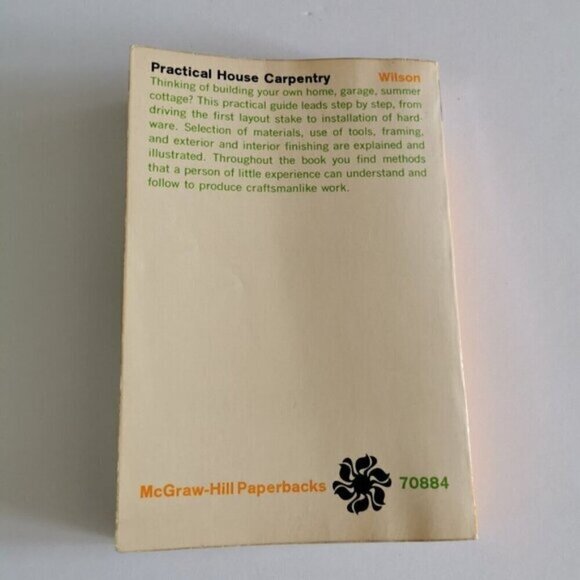 Practical House Carpentry Wilson
Thinking of building your own home, garage, summer
cottage? This practical guide leads step by step, from
driving the first layout stake to installation of hard-
ware. Selection of materials, use of tools, framing,
and exterior and interior finishing are explained and
illustrated. Throughout the book you find methods
that a person of little experience can understand and
follow to produce craftsmanlike work.
McGraw-Hill Paperbacks 70884